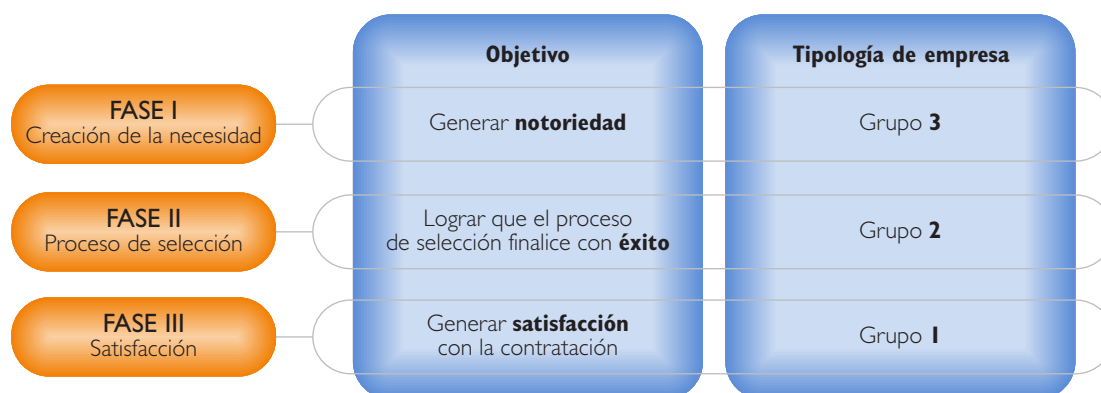 Objetivo
Tipología de empresa
FASE I
Creación de la necesidad
Generar notoriedad
Grupo 3
FASE II
Proceso de selección
Lograr que el proceso
de selección finalice con éxito
Grupo 2
FASE III
Satisfacción
Generar satisfacción
con la contratación
Grupo 1